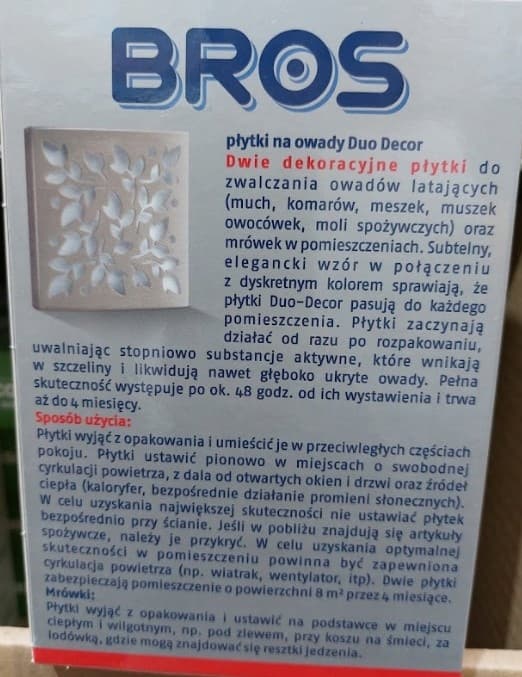 BROS
płytki na owady Duo Decor
Dwie dekoracyjne płytki do
zwalczania owadów latających
(much, komarów, meszek, muszek
owocówek, moli spożywczych) oraz
mrówek w pomieszczeniach. Subtelny,
elegancki wzór w połączeniu
z dyskretnym kolorem sprawiają, że
płytki Duo-Decor pasują do każdego
pomieszczenia. Płytki zaczynają
działać od razu po rozpakowaniu,
uwalniając stopniowo substancje aktywne, które wnikają
w szczeliny i likwidują nawet głęboko ukryte owady. Pełna
skuteczność występuje po ok. 48 godz. od ich wystawienia i trwa
aż do 4 miesięcy.
Sposób użycia:
Płytki wyjąć z opakowania i umieścić je w przeciwległych częściach
pokoju. Płytki ustawić pionowo w miejscach o swobodnej
cyrkulacji powietrza, z dala od otwartych okien i drzwi oraz źródeł
ciepła (kaloryfer, bezpośrednie działanie promieni słonecznych).
W celu uzyskania największej skuteczności nie ustawiać płytek
bezpośrednio przy ścianie. Jeśli w pobliżu znajdują się artykuły
spożywcze, należy je przykryć. W celu uzyskania optymalnej
skuteczności w pomieszczeniu powinna być zapewniona
cyrkulacja powietrza (np. wiatrak, wentylator, itp). Dwie płytki
zabezpieczają pomieszczenie o powierzchni 8 m² przez 4 miesiące.
Mrówki:
Płytki wyjąć z opakowania i ustawić na podstawce w miejscu
ciepłym i wilgotnym, np. pod zlewem, przy koszu na śmieci, za
lodówką, gdzie mogą znajdować się resztki jedzenia.